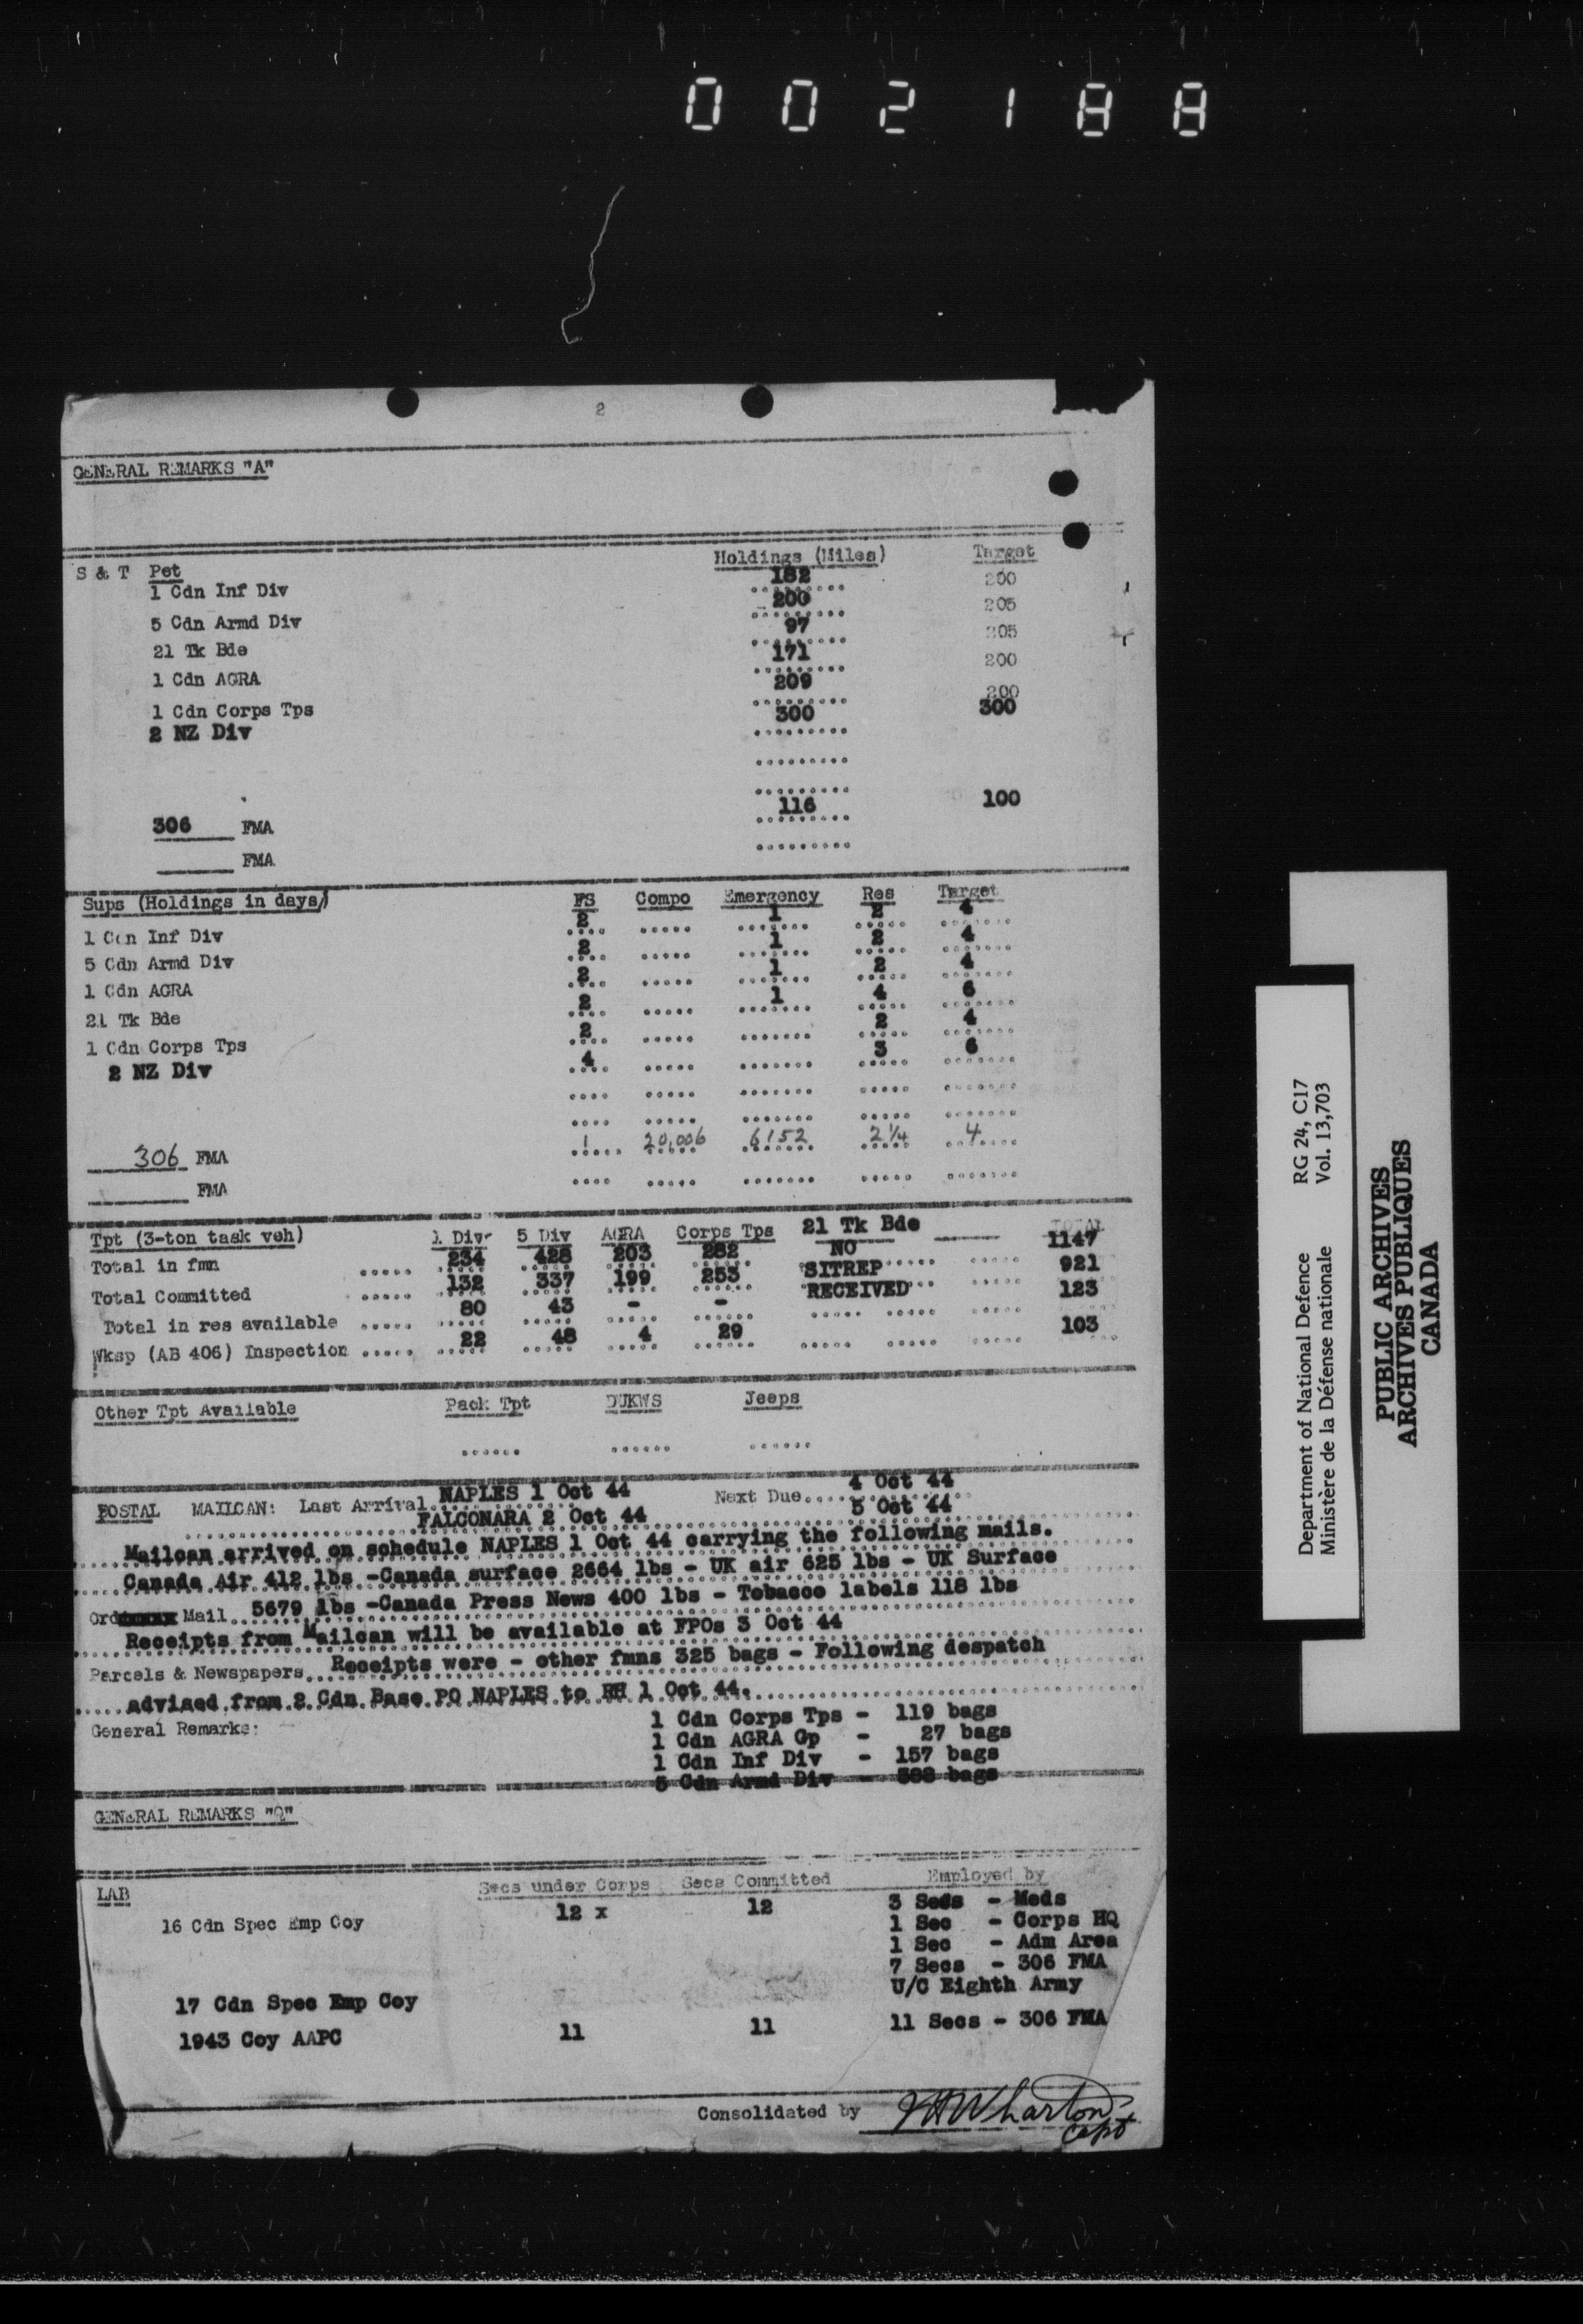 002188
2
GENERAL REMARKS "A"
S & T Pet Holdings (Miles) Target
1 Cdn Inf Div 182 200
5 Cdn Armd Div 200 205
21 Tk Bde 97 205
1 Cdn AGRA 171 200
1 Cdn Corps Tps 209 200
2 NZ Div 300 300
306 FMA 116 100
FMA
Sups (Holdings in days) FS Compo Emergency Res Target
1 Cdn Inf Div 2 1 2 4
5 Cdn Armd Div 2 1 2 4
1 Cdn AGRA 2 1 2 4
21 Tk Bde 2 1 4 6
1 Cdn Corps Tps 2 2 4
2 NZ Div 4 3 6
306 FMA 1 20,006 6152 2¼ 4
FMA
Tpt (3-ton task veh) 1 Div 5 Div AGRA Corps Tps 21 Tk Bde TOTAL
Total in fmn ..... 234 428 203 282 NO 1147
Total Committed ..... 132 337 199 253 SITREP 921
Total in res available ..... 80 43 - - RECEIVED 123
Wksp (AB 406) Inspection ..... 22 48 4 29 103
Other Tpt Available Pack Tpt DUKWS Jeeps
...... ...... ......
POSTAL MAILCAN: Last Arrival NAPLES 1 Oct 44 Next Due 4 Oct 44
FALCONARA 2 Oct 44 5 Oct 44
Mailcan arrived on schedule NAPLES 1 Oct 44 carrying the following mails.
Canada Air 412 lbs -Canada surface 2664 lbs - UK air 625 lbs - UK Surface
Ord Mail 5679 lbs -Canada Press News 400 lbs - Tobacco labels 118 lbs
Receipts from Mailcan will be available at FPOs 3 Oct 44
Parcels & Newspapers Receipts were - other fmns 325 bags - Following despatch
advised from 2 Cdn Base PO NAPLES to RH 1 Oct 44.
General Remarks: 1 Cdn Corps Tps - 119 bags
1 Cdn AGRA Gp - 27 bags
1 Cdn Inf Div - 157 bags
5 Cdn Armd Div - bags
GENERAL REMARKS "Q"
LAB Secs under Corps Secs Committed Employed by
16 Cdn Spec Emp Coy 12 x 12 3 Secs - Meds
1 Sec - Corps HQ
1 Sec - Adm Area
7 Secs - 306 FMA
17 Cdn Spec Emp Coy U/C Eighth Army
1943 Coy AAPC 11 11 11 Secs - 306 FMA
Consolidated by JHWharton
Capt
Department of National Defence RG 24, C17
Ministère de la Défense nationale Vol. 13,703
PUBLIC ARCHIVES
ARCHIVES PUBLIQUES
CANADA